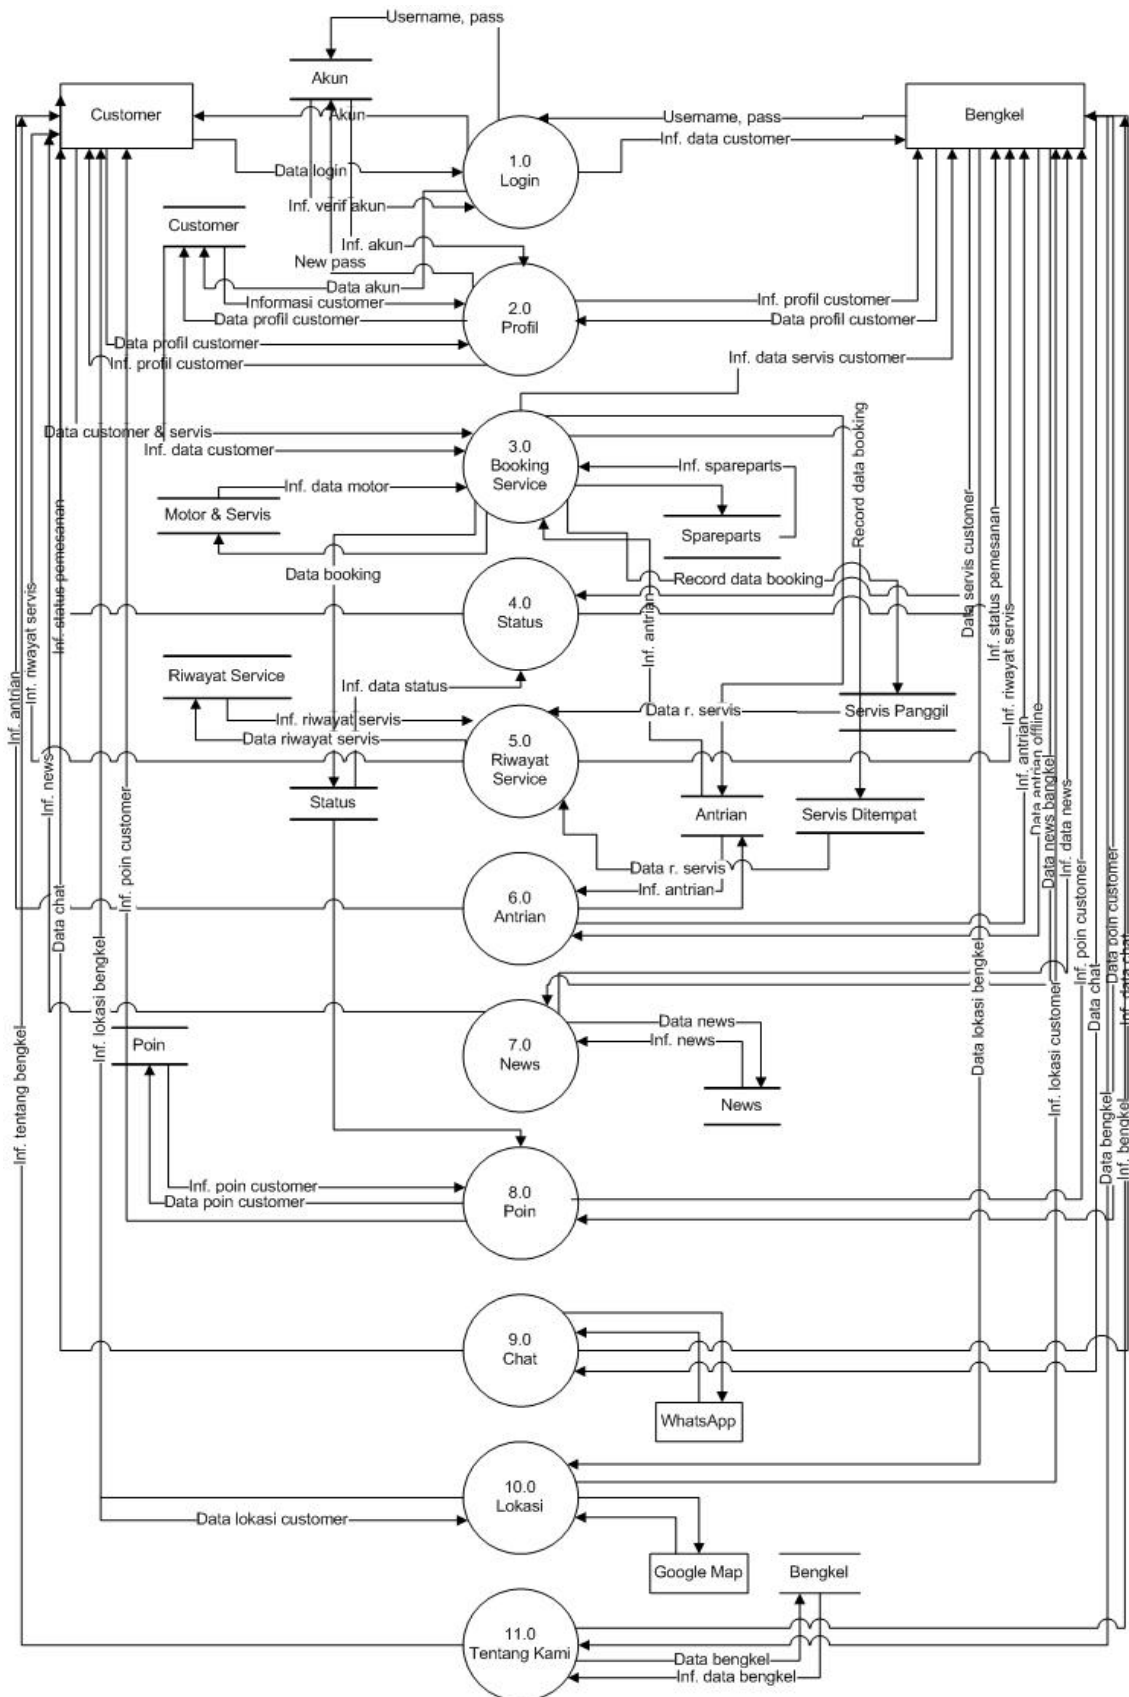 Username, pass
Akun
Customer
Bengkel
Akun
Username, pass
Inf. data customer
1.0
Login
Data login
Inf. verif akun
Customer
Inf. akun
New pass
Data akun
Informasi customer
Data profil customer
2.0
Profil
Inf. profil customer
Data profil customer
Data profil customer
Inf. profil customer
Inf. data servis customer
Data customer & servis
Inf. data customer
3.0
Booking
Service
Inf. spareparts
Record data booking
Inf. data motor
Motor & Servis
Spareparts
Data booking
Record data booking
Inf. status pemesanan
Inf. riwayat servis
Inf. antrian
4.0
Status
Inf. antrian
Data servis customer
Inf. status pemesanan
Inf. riwayat servis
Riwayat Service
Inf. data status
Inf. riwayat servis
Data riwayat servis
Data r. servis
Servis Panggil
5.0
Riwayat
Service
Inf. news
Status
Antrian
Servis Ditempat
Inf. antrian
Data antrian offline
Data news bangkel
Inf. data news
Inf. poin customer
Data r. servis
Inf. antrian
6.0
Antrian
Data chat
Inf. lokasi bengkel
Inf. poin customer
Data poin customer
Inf. data chat
Data chat
Data lokasi bengkel
Inf. lokasi customer
7.0
News
Data news
Inf. news
News
Poin
Inf. tentang bengkel
Data bengkel
Inf. bengkel
Inf. poin customer
Data poin customer
8.0
Poin
9.0
Chat
WhatsApp
10.0
Lokasi
Data lokasi customer
Google Map
Bengkel
11.0
Tentang Kami
Data bengkel
Inf. data bengkel